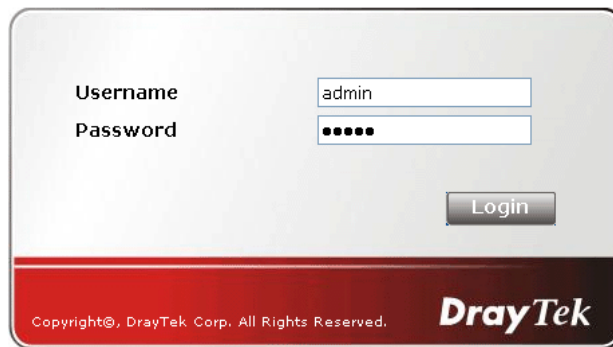 Username admin
Password •••••
Login
Copyright©, DrayTek Corp. All Rights Reserved. DrayTek